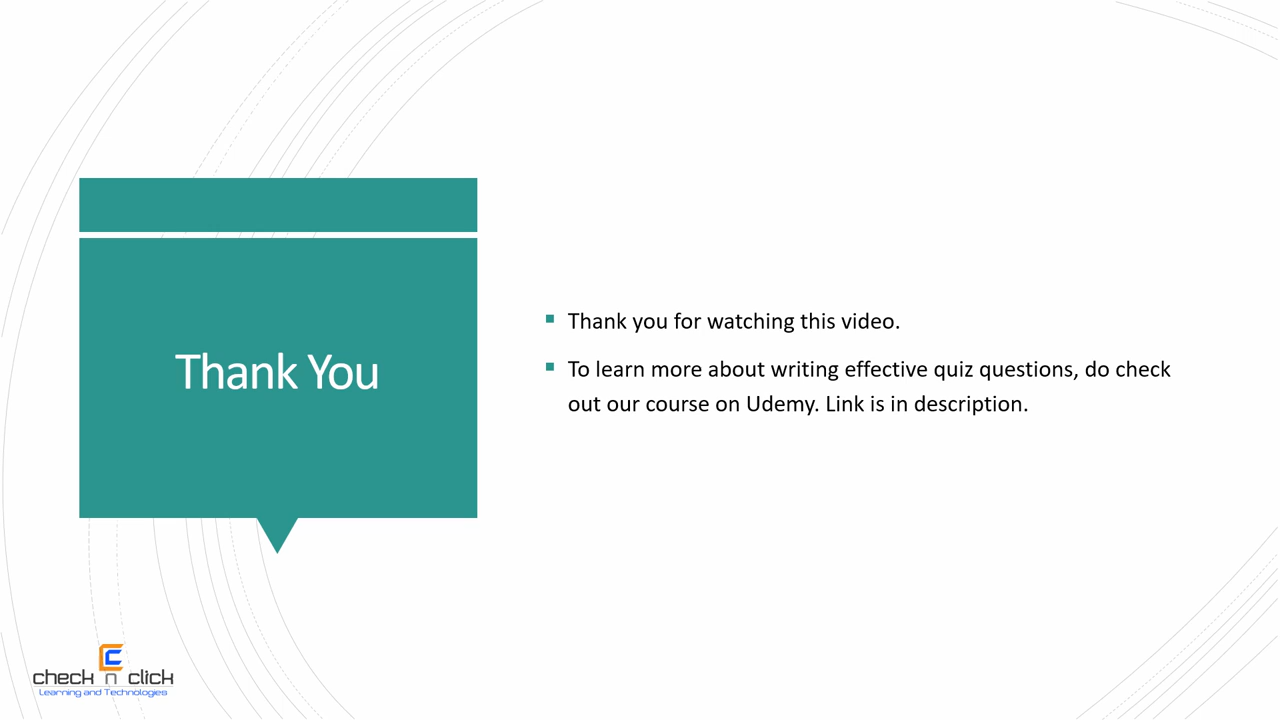 Thank You
Thank you for watching this video.
To learn more about writing effective quiz questions, do check
out our course on Udemy. Link is in description.
check n click
Learning and Technologies